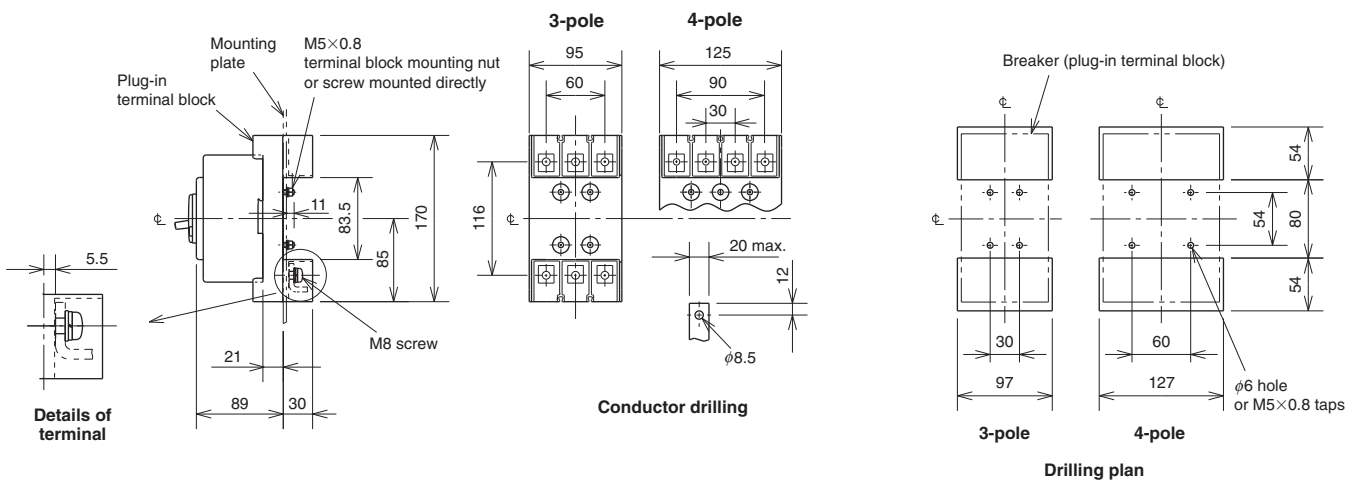 Mounting
plate
M5×0.8
terminal block mounting nut
or screw mounted directly
Plug-in
terminal block
℄
11
83.5
170
85
5.5
M8 screw
21
89
30
Details of
terminal
3-pole
4-pole
95
125
60
90
30
116
℄
20 max.
12
ϕ8.5
Conductor drilling
Breaker (plug-in terminal block)
℄
℄
54
℄
54
80
54
30
60
97
127
ϕ6 hole
or M5×0.8 taps
3-pole
4-pole
Drilling plan